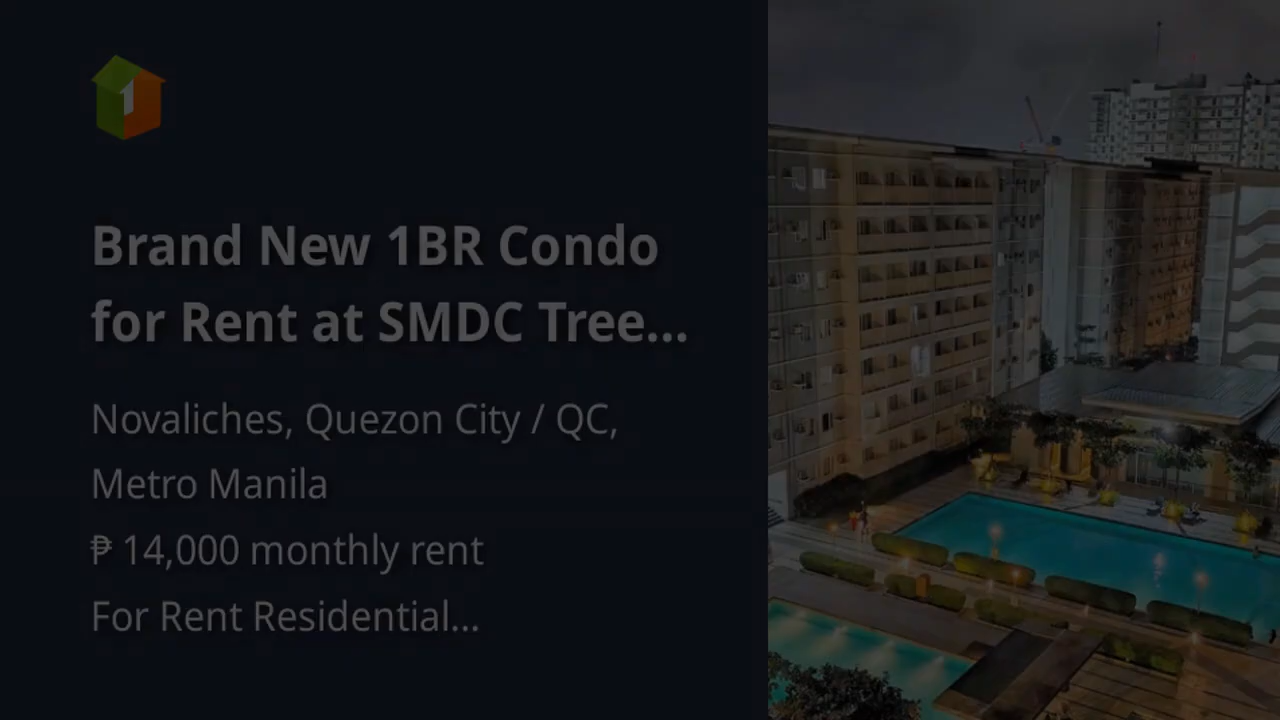 Brand New 1BR Condo
for Rent at SMDC Tree...
Novaliches, Quezon City / QC,
Metro Manila
₱ 14,000 monthly rent
For Rent Residential...